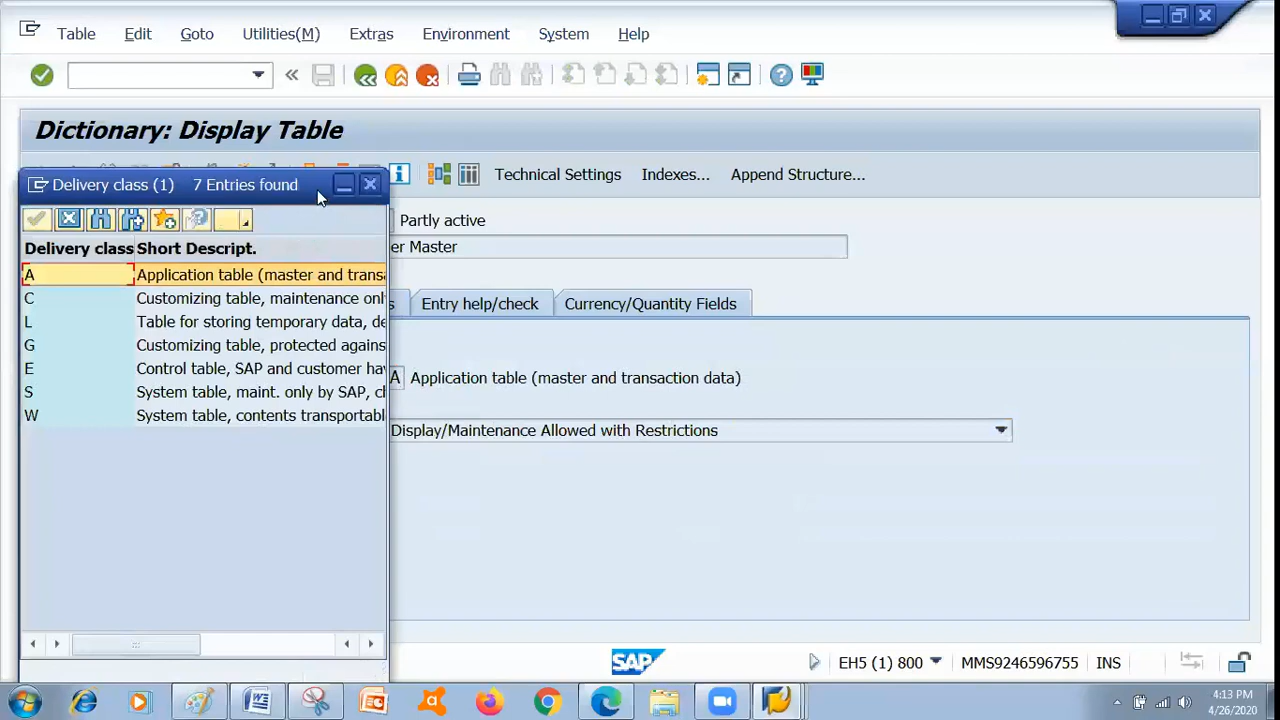 Table Edit Goto Utilities(M) Extras Environment System Help
Dictionary: Display Table
Technical Settings Indexes... Append Structure...
Delivery class (1) 7 Entries found
Partly active
er Master
Delivery class Short Descript.
A Application table (master and transa
C Customizing table, maintenance onl
L Table for storing temporary data, de
G Customizing table, protected agains
E Control table, SAP and customer hav
S System table, maint. only by SAP, cl
W System table, contents transportabl
s Entry help/check Currency/Quantity Fields
A Application table (master and transaction data)
Display/Maintenance Allowed with Restrictions
SAP EH5 (1) 800 MMS9246596755 INS
4:13 PM
4/26/2020